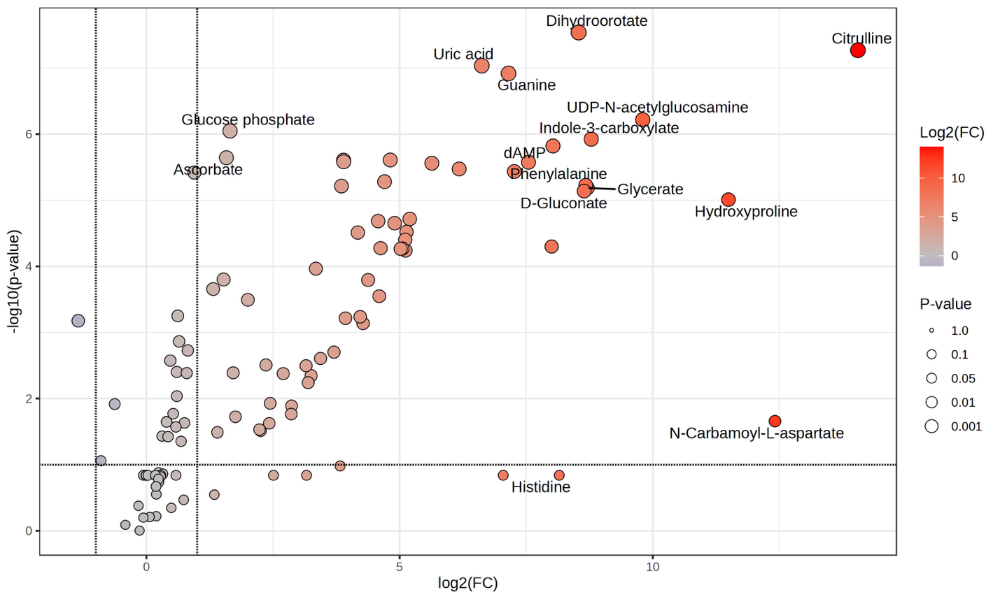 Dihydroorotate
Citrulline
Uric acid
Guanine
UDP-N-acetylglucosamine
Glucose phosphate
Indole-3-carboxylate
dAMP
Ascorbate
Phenylalanine
Glycerate
D-Gluconate
Hydroxyproline
N-Carbamoyl-L-aspartate
Histidine
6
4
2
0
-log10(p-value)
0
5
10
log2(FC)
Log2(FC)
10
5
0
P-value
1.0
0.1
0.05
0.01
0.001